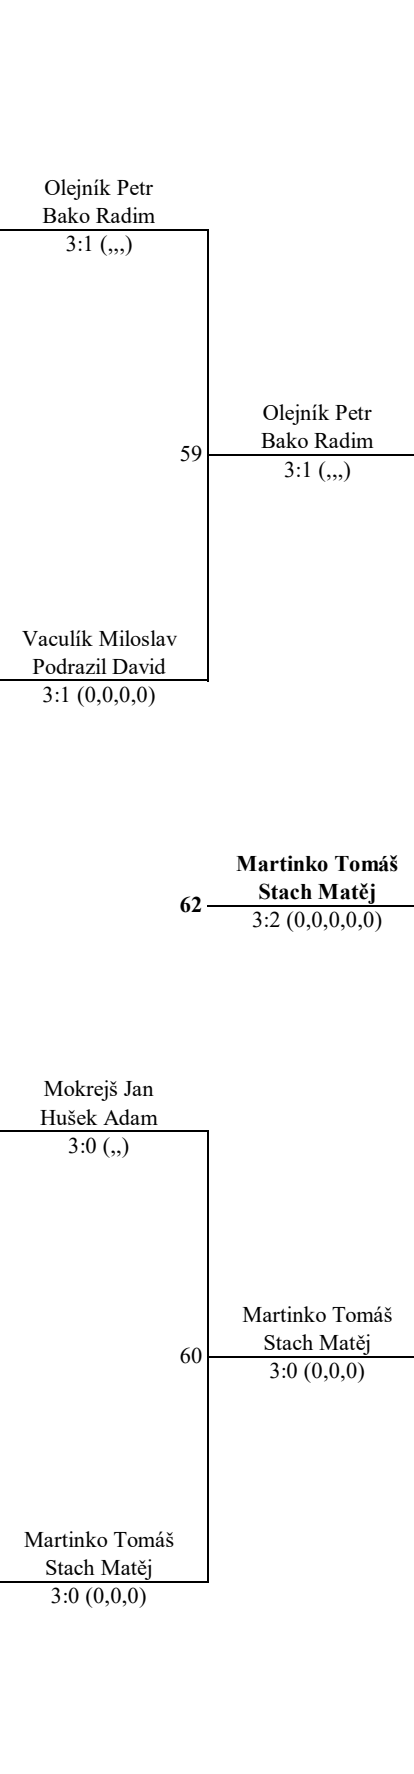 Olejník Petr
Bako Radim
3:1 (,,,)
Olejník Petr
Bako Radim
59
3:1 (,,,)
Vaculík Miloslav
Podrazil David
3:1 (0,0,0,0)
Martinko Tomáš
Stach Matěj
62
3:2 (0,0,0,0,0)
Mokrejš Jan
Hušek Adam
3:0 (,,)
Martinko Tomáš
Stach Matěj
60
3:0 (0,0,0)
Martinko Tomáš
Stach Matěj
3:0 (0,0,0)